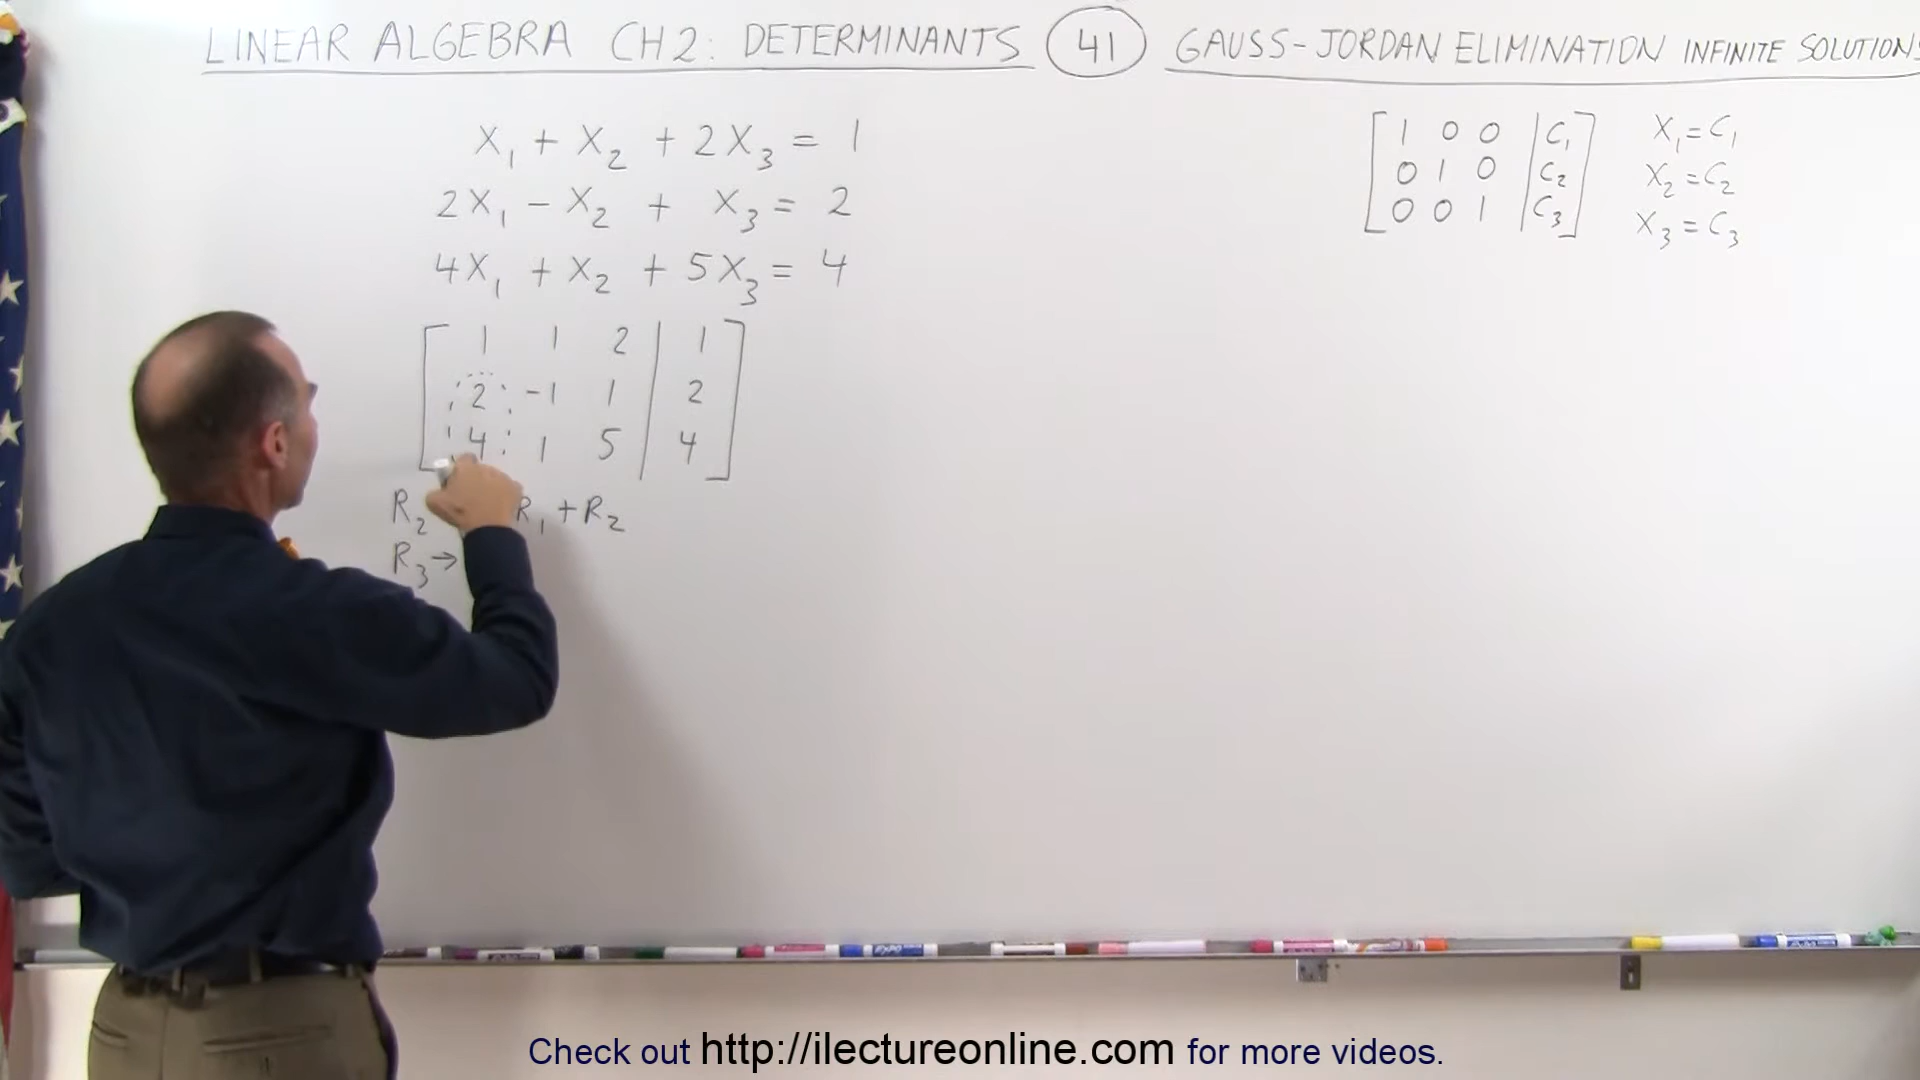 LINEAR ALGEBRA CH2: DETERMINANTS 41 GAUSS-JORDAN ELIMINATION INFINITE SOLUTIONS
X₁ + X₂ + 2X₃ = 1
2X₁ - X₂ + X₃ = 2
4X₁ + X₂ + 5X₃ = 4
1 1 2 | 1
2 -1 1 | 2
4 1 5 | 4
R₂ R₁ + R₂
R₃ →
1 0 0 | C₁ X₁ = C₁
0 1 0 | C₂ X₂ = C₂
0 0 1 | C₃ X₃ = C₃
EXPO
Check out http://ilectureonline.com for more videos.